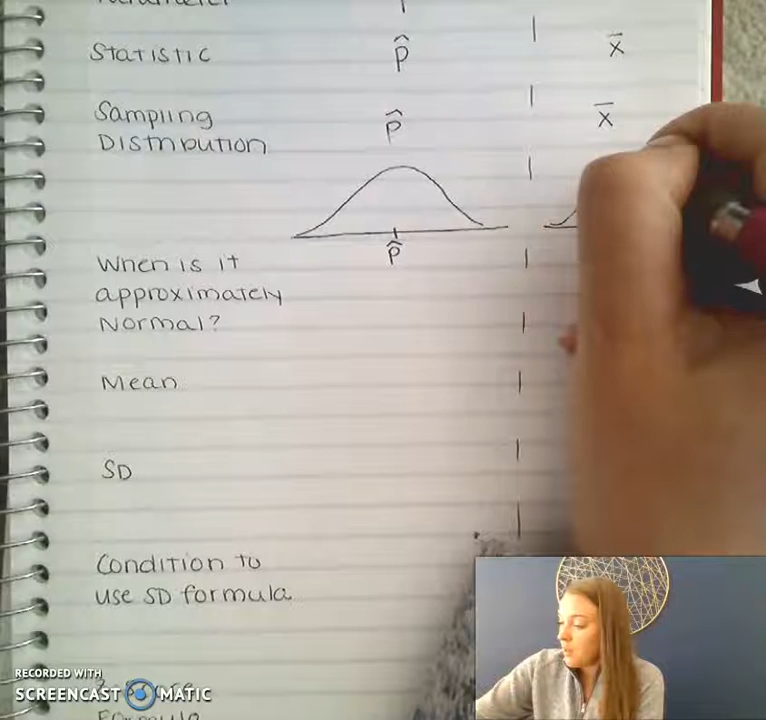 Statistic p̂ x̄
Sampling p̂ x̄
Distribution
p̂
When is it
approximately
Normal?
Mean
SD
Condition to
use SD formula
Formula
RECORDED WITH
SCREENCAST MATIC